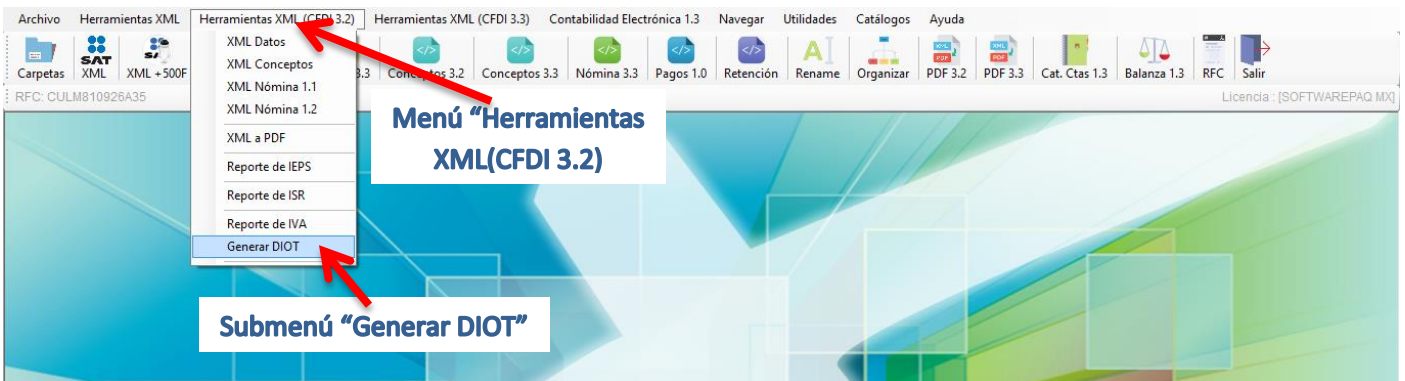 Archivo Herramientas XML Herramientas XML (CFDI 3.2) Herramientas XML (CFDI 3.3) Contabilidad Electrónica 1.3 Navegar Utilidades Catálogos Ayuda
Carpetas XML XML +500F 3.3 Conceptos 3.2 Conceptos 3.3 Nómina 3.3 Pagos 1.0 Retención Rename Organizar PDF 3.2 PDF 3.3 Cat. Ctas 1.3 Balanza 1.3 RFC Salir
RFC: CULM810926A35 Licencia : [SOFTWAREPAQ MX]
XML Datos
XML Conceptos
XML Nómina 1.1
XML Nómina 1.2
XML a PDF
Reporte de IEPS
Reporte de ISR
Reporte de IVA
Generar DIOT
Menú “Herramientas
XML(CFDI 3.2)
Submenú “Generar DIOT”